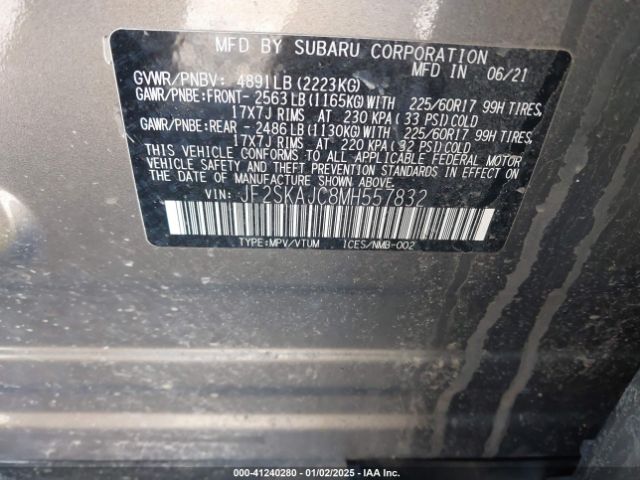 MFD BY SUBARU CORPORATION
MFD IN 06/21
GVWR/PNBV: 4891LB(2223KG)
GAWR/PNBE:FRONT-2563LB(1165KG)WITH 225/60R17 99H TIRES,
17X7J RIMS AT 230 KPA(33 PSI)COLD
GAWR/PNBE:REAR -2486LB(1130KG)WITH 225/60R17 99H TIRES,
17X7J RIMS AT 220 KPA(32 PSI)COLD
THIS VEHICLE CONFORMS TO ALL APPLICABLE FEDERAL MOTOR
VEHICLE SAFETY AND THEFT PREVENTION STANDARDS IN EFFECT ON
THE DATE OF MANUFACTURE SHOWN ABOVE.
VIN: JF2SKAJC8MH557832
TYPE:MPV/VTUM ICES/NMB-002
000-41240280 - 01/02/2025 - IAA Inc.